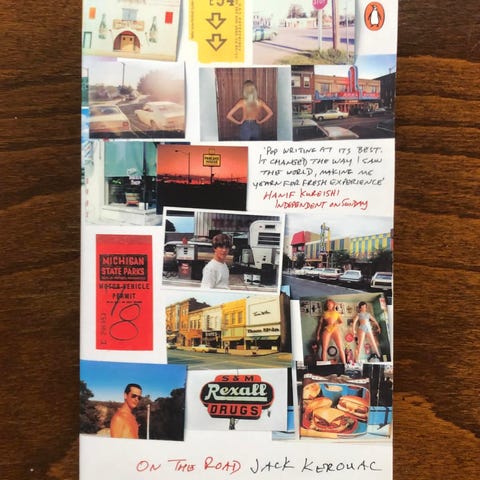 'POP WRITING AT ITS BEST.
IT CHANGED THE WAY I SAW
THE WORLD, MAKING ME
YEARN FOR FRESH EXPERIENCE'
HANIF KUREISHI
INDEPENDENT ON SUNDAY
MICHIGAN
STATE PARKS
MOTOR VEHICLE
PERMIT
S&M
Rexall
DRUGS
ON THE ROAD JACK KEROUAC